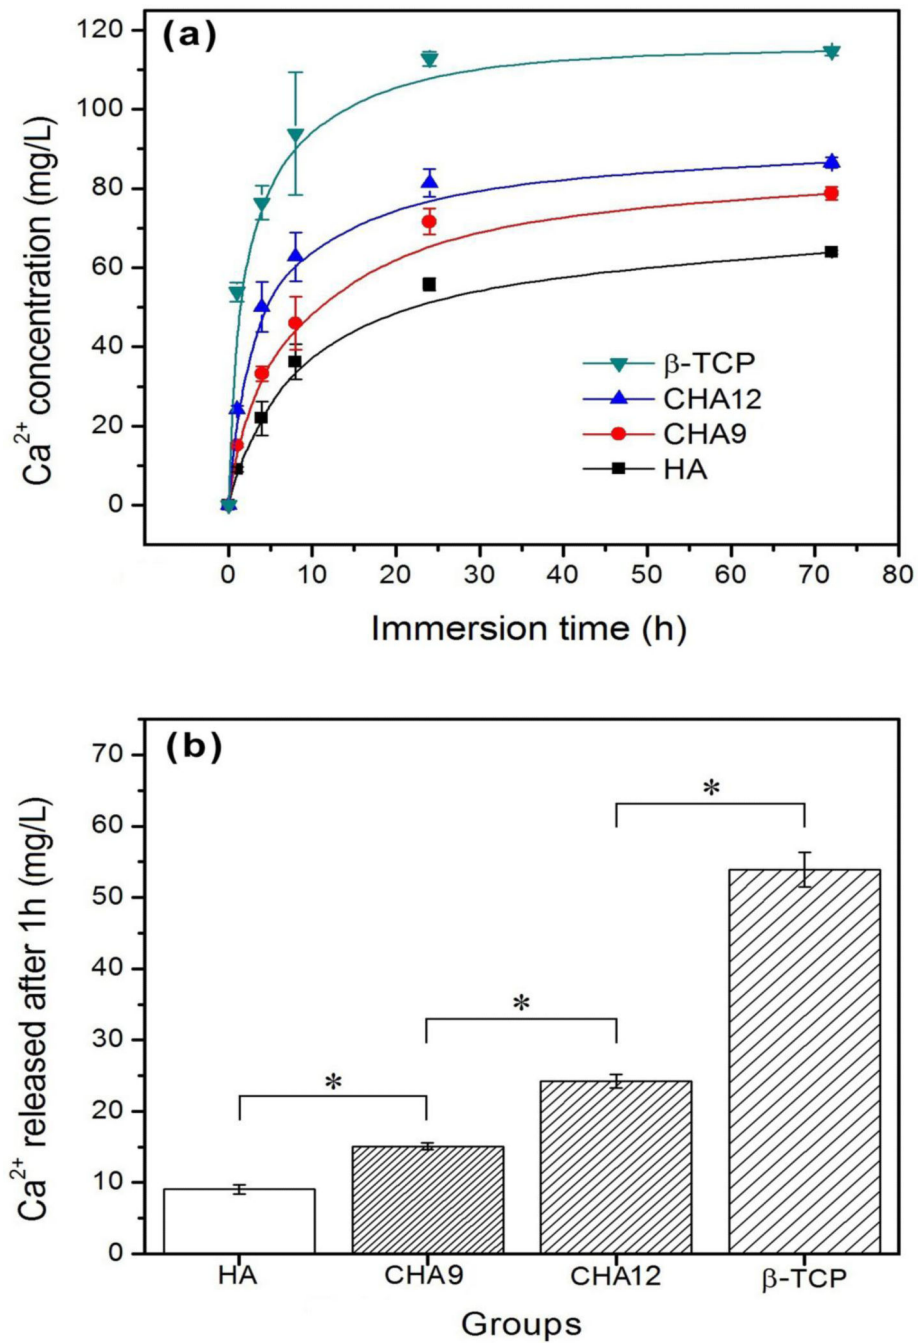 (a)
Ca²⁺ concentration (mg/L)
120
100
80
60
40
20
0
β-TCP
CHA12
CHA9
HA
0 10 20 30 40 50 60 70 80
Immersion time (h)
(b)
Ca²⁺ released after 1h (mg/L)
70
60
50
40
30
20
10
0
*
*
*
HA CHA9 CHA12 β-TCP
Groups